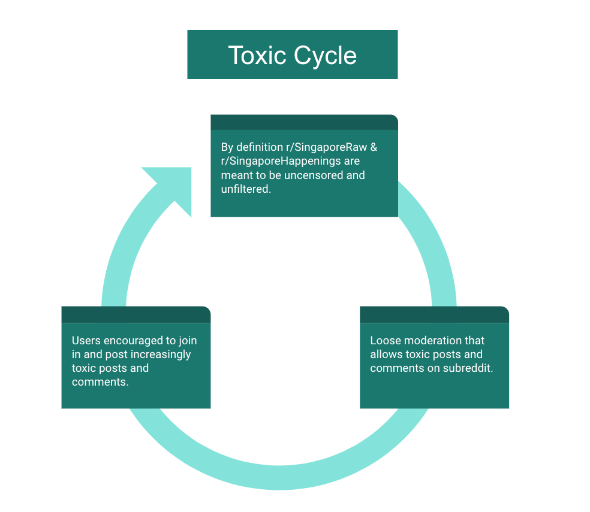 Toxic Cycle
By definition r/SingaporeRaw &
r/SingaporeHappenings are
meant to be uncensored and
unfiltered.
Users encouraged to join
in and post increasingly
toxic posts and
comments.
Loose moderation that
allows toxic posts and
comments on subreddit.